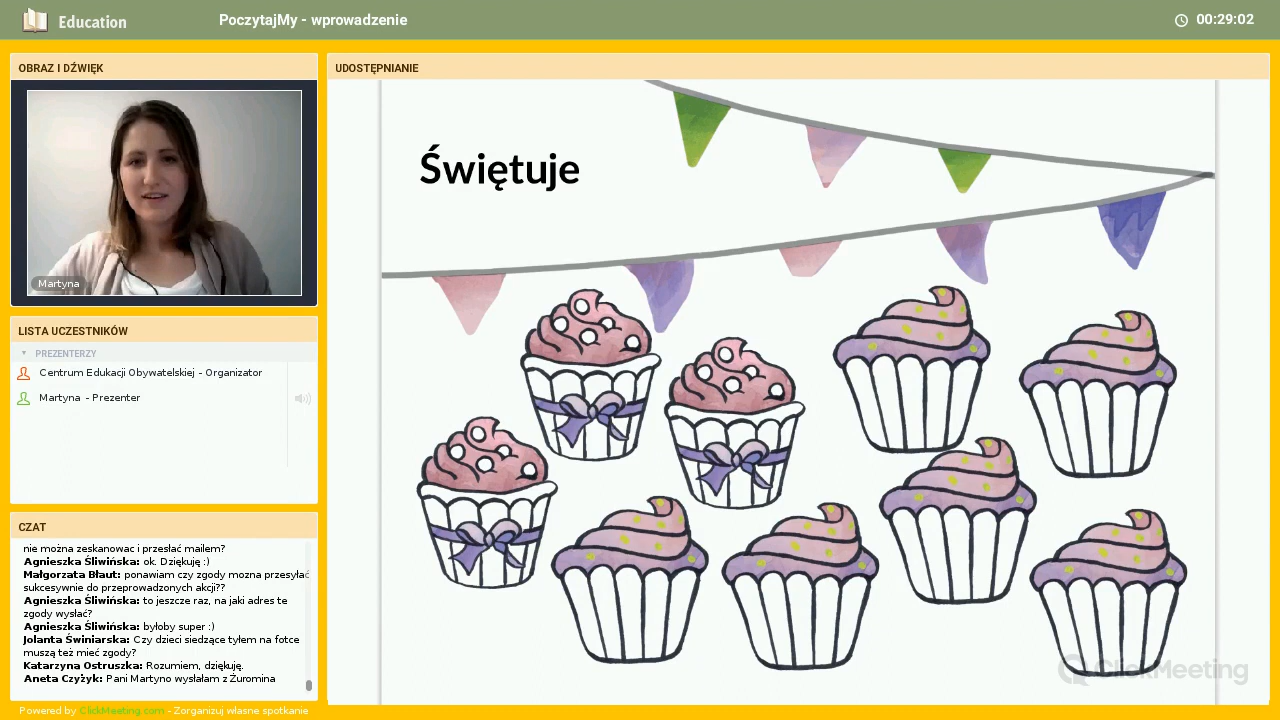 Education
PoczytajMy - wprowadzenie
00:29:02
OBRAZ I DŹWIĘK
Martyna
LISTA UCZESTNIKÓW
PREZENTERZY
Centrum Edukacji Obywatelskiej - Organizator
Martyna - Prezenter
CZAT
nie można zeskanowac i przesłać mailem?
Agnieszka Śliwińska: ok. Dziękuję :)
Małgorzata Błaut: ponawiam czy zgody mozna przesyłać
sukcesywnie do przeprowadzonych akcji??
Agnieszka Śliwińska: to jeszcze raz, na jaki adres te
zgody wysłać?
Agnieszka Śliwińska: byłoby super :)
Jolanta Świniarska: Czy dzieci siedzące tyłem na fotce
muszą też mieć zgody?
Katarzyna Ostruszka: Rozumiem, dziękuję.
Aneta Czyżyk: Pani Martyno wysłałam z Żuromina
Powered by ClickMeeting.com - Zorganizuj własne spotkanie
UDOSTĘPNIANIE
Świętuje
ClickMeeting